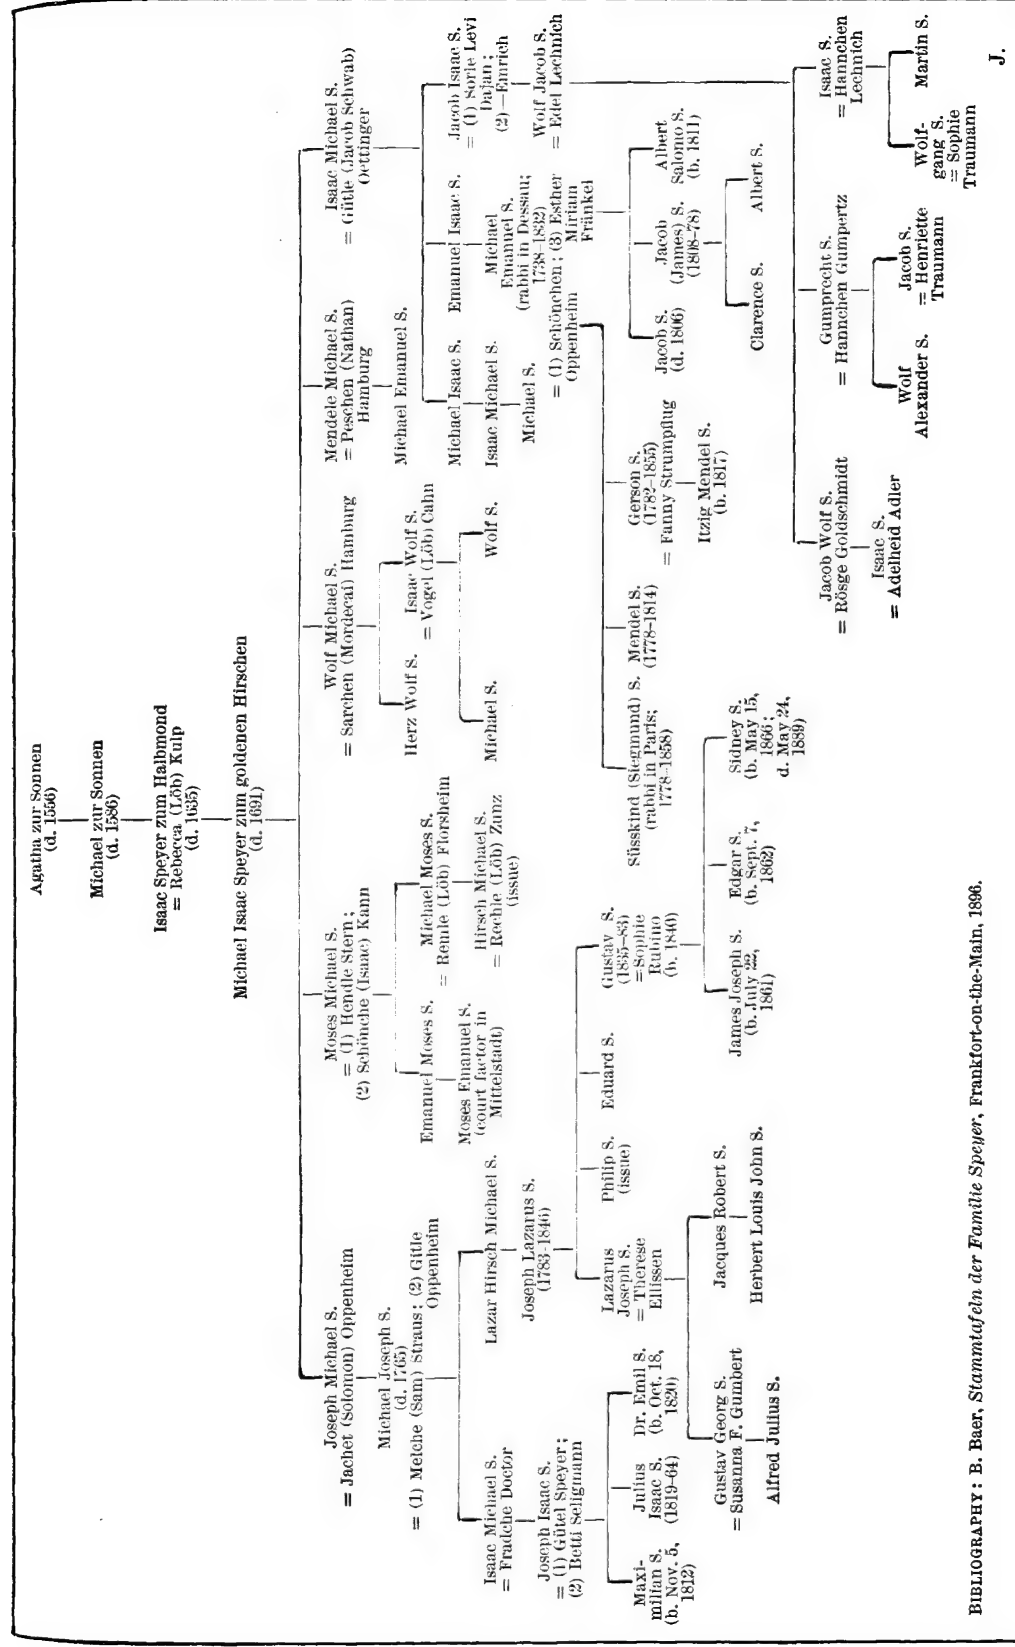 Agatha zur Sonnen
(d. 1556)
Michael zur Sonnen
(d. 1586)
Isaac Speyer zum Halbmond
= Rebecca (Löb) Kulp
(d. 1635)
Michael Isaac Speyer zum goldenen Hirschen
(d. 1691)
Joseph Michael S.
= Jachet (Solomon) Oppenheim
Moses Michael S.
= (1) Hendle Stern;
(2) Schönche (Isaac) Kann
Wolf Michael S.
= Sarchen (Mordecai) Hamburg
Mendele Michael S.
= Peschen (Nathan)
Hamburg
Isaac Michael S.
= Gütle (Jacob Schwab)
Oettinger
Michael Joseph S.
(d. 1765)
= (1) Melche (Sam) Straus; (2) Gitle
Oppenheim
Emanuel Moses S.
Michael Moses S.
= Remle (Löb) Florsheim
Herz Wolf S.
Isaac Wolf S.
= Vogel (Löb) Cahn
Michael Emanuel S.
Michael Isaac S.
Emanuel Isaac S.
Jacob Isaac S.
= (1) Sorle Levi
Dajan;
(2) —Emrich
Moses Emanuel S.
(court factor in
Mittelstadt)
Hirsch Michael S.
= Rechle (Löb) Zunz
(issue)
Michael S.
Wolf S.
Isaac Michael S.
Michael S.
Michael
Emanuel S.
(rabbi in Dessau;
1738-1832)
= (1) Schönchen; (3) Esther
Oppenheim
Miriam
Fränkel
Wolf Jacob S.
= Edel Lechnich
Isaac Michael S.
= Fradche Doctor
Lazar Hirsch Michael S.
Joseph Isaac S.
= (1) Gütel Speyer;
(2) Betti Seligmann
Joseph Lazarus S.
(1783-1846)
Maxi-
milian S.
(b. Nov. 5,
1812)
Julius
Isaac S.
(1819-64)
Dr. Emil S.
(b. Oct. 18,
1820)
Lazarus
Joseph S.
= Therese
Ellissen
Philip S.
(issue)
Eduard S.
Gustav S.
(1825-83)
=Sophie
Rubino
(b. 1840)
Süsskind (Siegmund) S.
(rabbi in Paris;
1778-1858)
Mendel S.
(1778-1814)
Gerson S.
(1782-1855)
= Fanny Strumpflug
Itzig Mendel S.
(b. 1817)
Jacob S.
(d. 1806)
Jacob
(James) S.
(1808-78)
Albert
Salomo S.
(b. 1811)
Clarence S.
Albert S.
Gustav Georg S.
= Susanna F. Gumbert
Alfred Julius S.
Jacques Robert S.
Herbert Louis John S.
James Joseph S.
(b. July 22,
1861)
Edgar S.
(b. Sept. 7,
1862)
Sidney S.
(b. May 15,
1866;
d. May 24,
1889)
Jacob Wolf S.
= Rösge Goldschmidt
Isaac S.
= Adelheid Adler
Gumprecht S.
= Hannchen Gumpertz
Isaac S.
= Hannchen
Lechnich
Wolf
Alexander S.
Jacob S.
= Henriette
Traumann
Wolf-
gang S.
= Sophie
Traumann
Martin S.
BIBLIOGRAPHY: B. Baer, Stammtafeln der Familie Speyer, Frankfort-on-the-Main, 1896.
J.